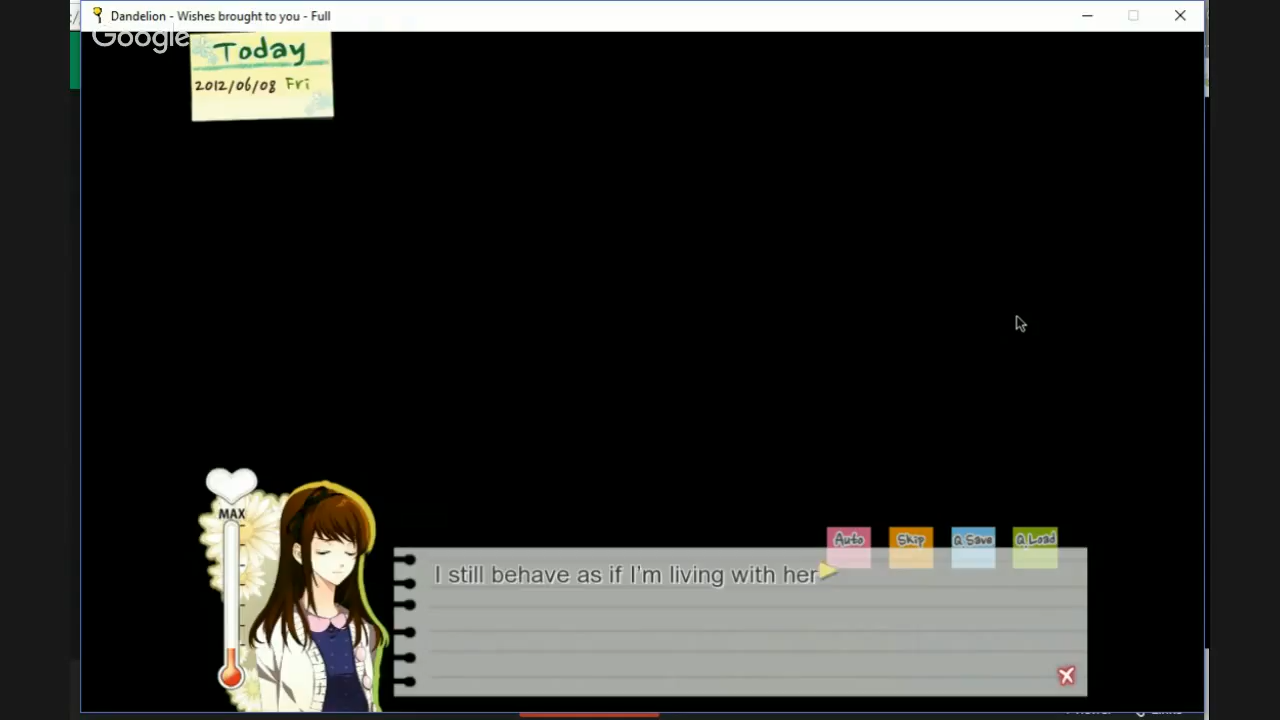 Dandelion - Wishes brought to you - Full
Google
Today
2012/06/08 Fri
MAX
Auto
Skip
Q.Save
Q.Load
I still behave as if I'm living with her